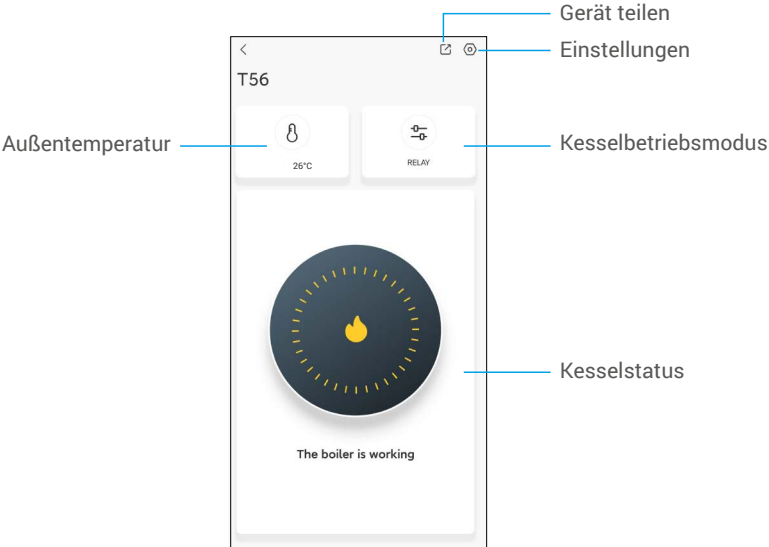 Gerät teilen
Einstellungen
T56
Außentemperatur
26°C
RELAY
Kesselbetriebsmodus
Kesselstatus
The boiler is working